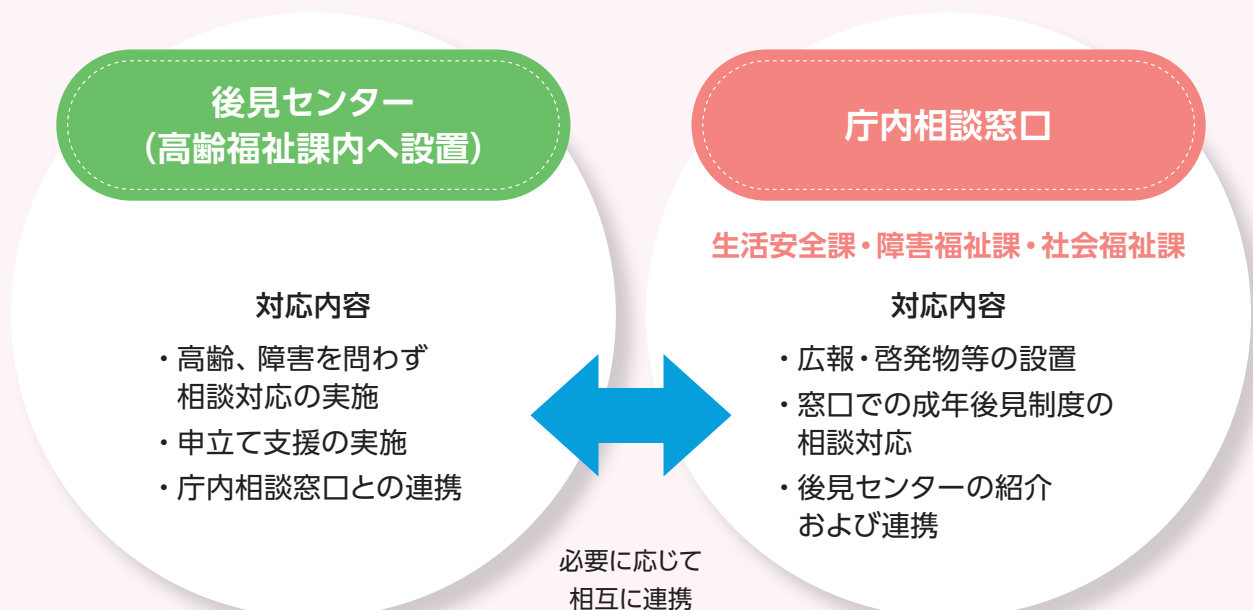 後見センター
（高齢福祉課内へ設置）
対応内容
・高齢、障害を問わず
相談対応の実施
・申立て支援の実施
・庁内相談窓口との連携
必要に応じて
相互に連携
庁内相談窓口
生活安全課・障害福祉課・社会福祉課
対応内容
・広報・啓発物等の設置
・窓口での成年後見制度の
相談対応
・後見センターの紹介
および連携